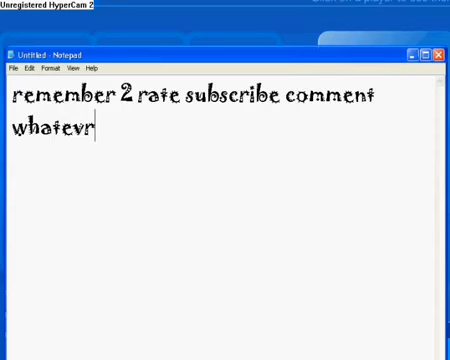 Unregistered HyperCam 2
Untitled - Notepad
File Edit Format View Help
remember 2 rate subscribe comment
whatevr